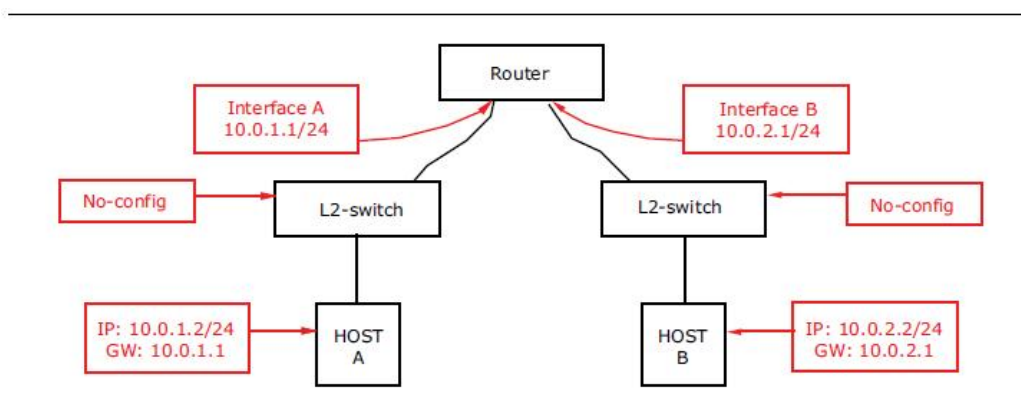 Router
Interface A
10.0.1.1/24
Interface B
10.0.2.1/24
No-config
L2-switch
L2-switch
No-config
IP: 10.0.1.2/24
GW: 10.0.1.1
HOST
A
HOST
B
IP: 10.0.2.2/24
GW: 10.0.2.1